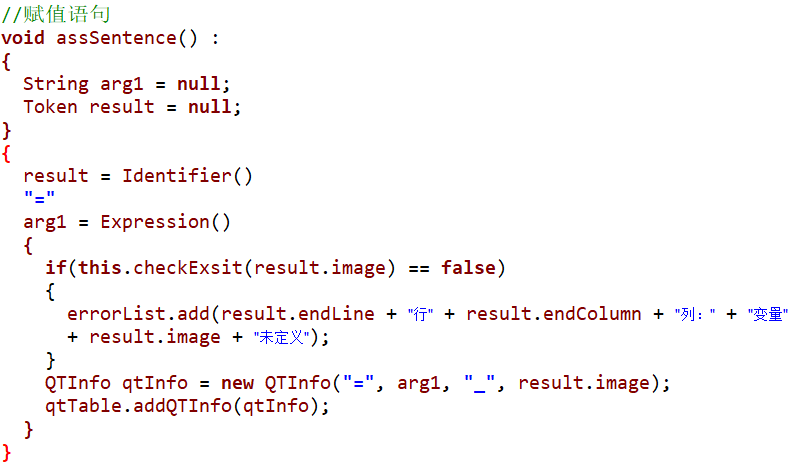 //赋值语句
void assSentence() :
{
  String arg1 = null;
  Token result = null;
}
{
  result = Identifier()
  "="
  arg1 = Expression()
  {
    if(this.checkExsit(result.image) == false)
    {
      errorList.add(result.endLine + "行" + result.endColumn + "列：" + "变量"
      + result.image + "未定义");
    }
    QTInfo qtInfo = new QTInfo("=", arg1, "_", result.image);
    qtTable.addQTInfo(qtInfo);
  }
}